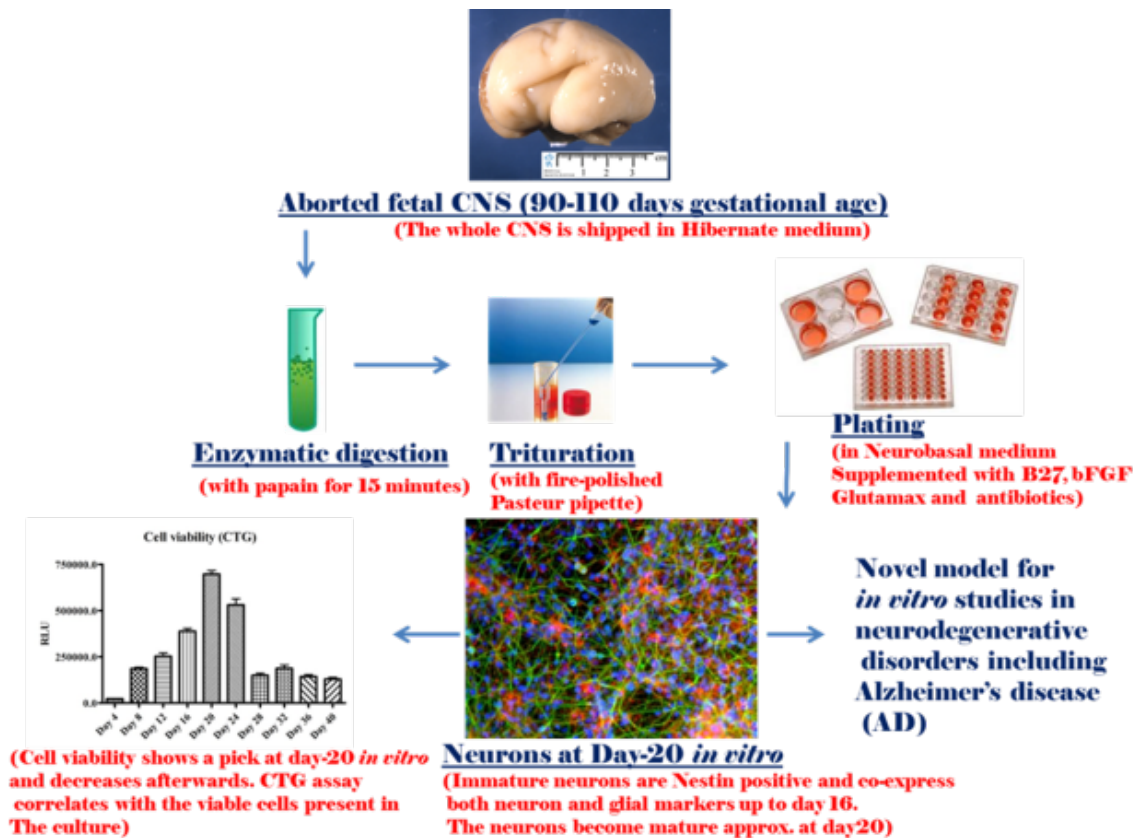 cm
1 2 3
Aborted fetal CNS (90-110 days gestational age)
(The whole CNS is shipped in Hibernate medium)
Enzymatic digestion
(with papain for 15 minutes)
Trituration
(with fire-polished
Pasteur pipette)
Plating
(in Neurobasal medium
Supplemented with B27, bFGF
Glutamax and antibiotics)
Cell viability (CTG)
RLU
750000.0
500000.0
250000.0
0.0
Day 4
Day 8
Day 12
Day 16
Day 20
Day 24
Day 28
Day 32
Day 36
Day 40
(Cell viability shows a pick at day-20 in vitro
and decreases afterwards. CTG assay
correlates with the viable cells present in
The culture)
Neurons at Day-20 in vitro
(Immature neurons are Nestin positive and co-express
both neuron and glial markers up to day 16.
The neurons become mature approx. at day20)
Novel model for
in vitro studies in
neurodegenerative
disorders including
Alzheimer's disease
(AD)